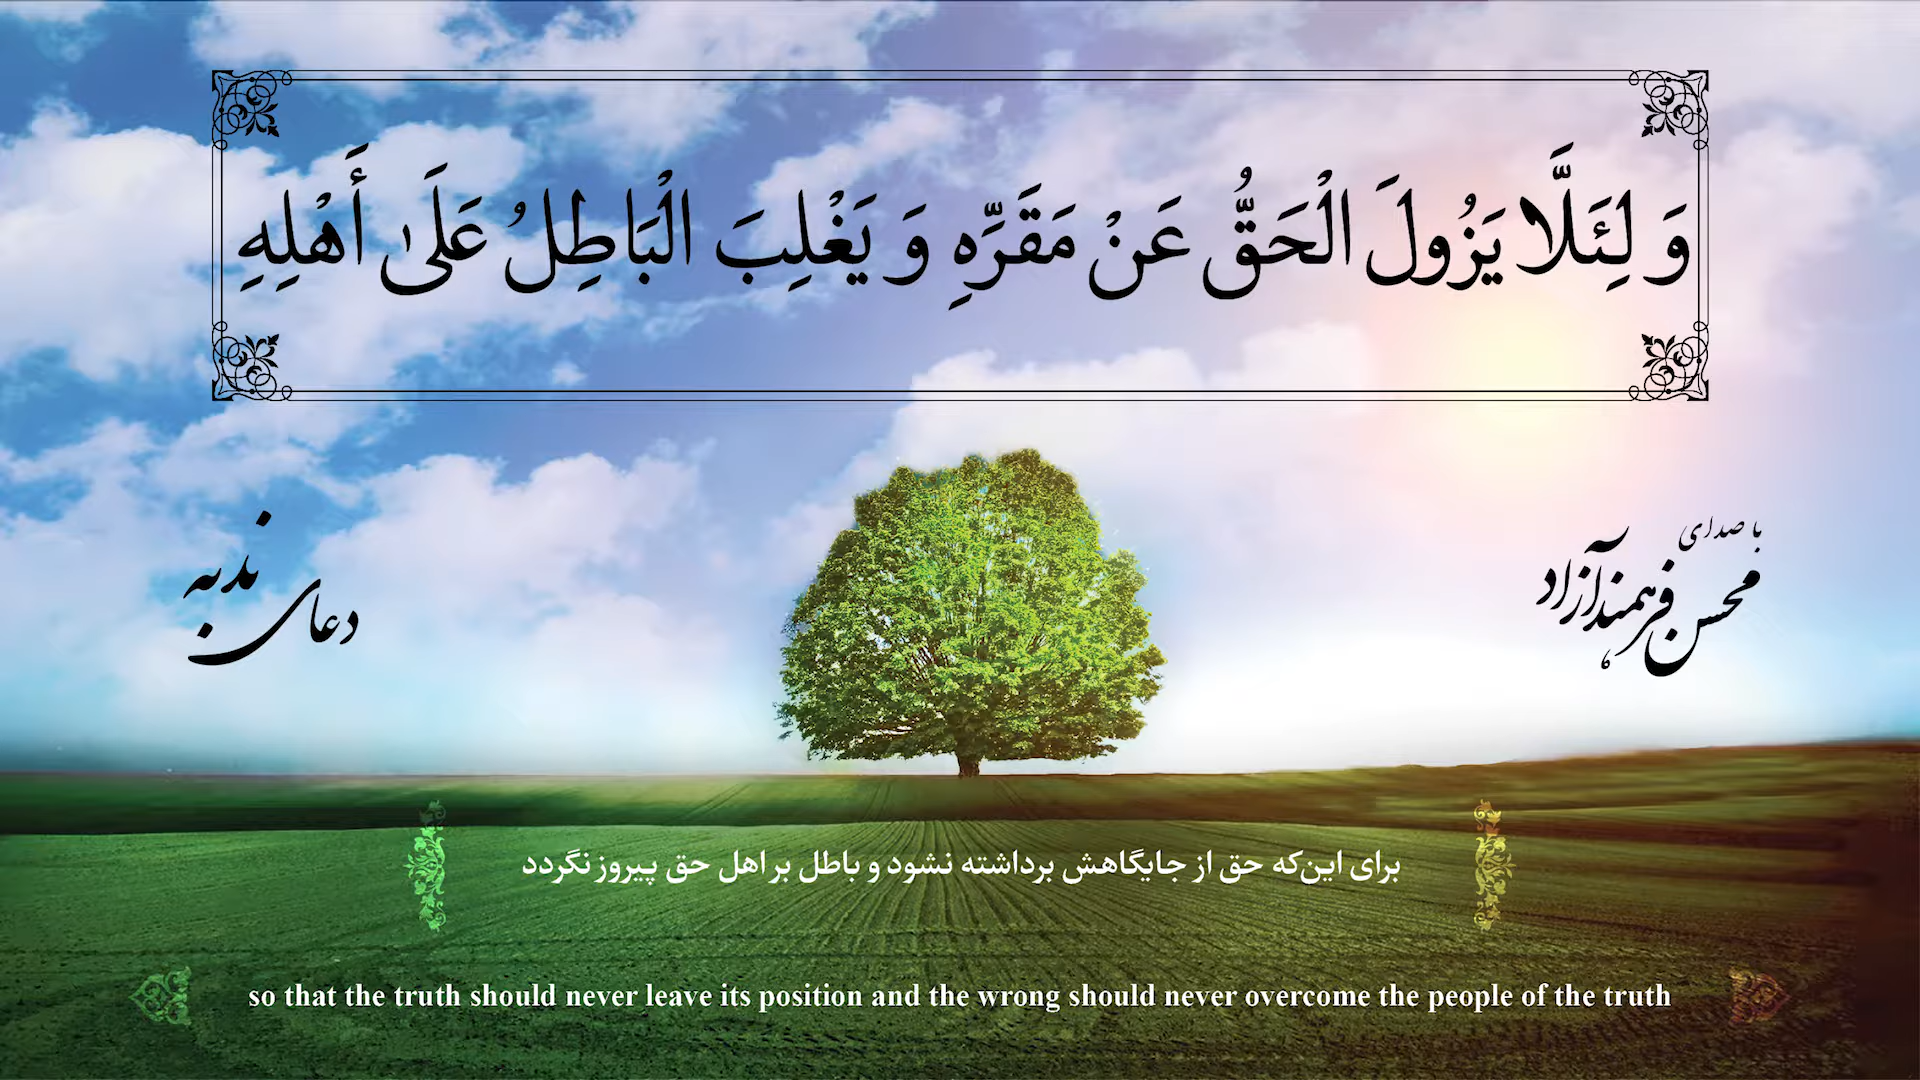 وَ لِئَلَّا يَزُولَ الْحَقُّ عَنْ مَقَرِّهِ وَ يَغْلِبَ الْبَاطِلُ عَلَىٰ أَهْلِهِ
با صدای
محسن فرهمند آزاد
دعای ندبه
برای این‌که حق از جایگاهش برداشته نشود و باطل بر اهل حق پیروز نگردد
so that the truth should never leave its position and the wrong should never overcome the people of the truth